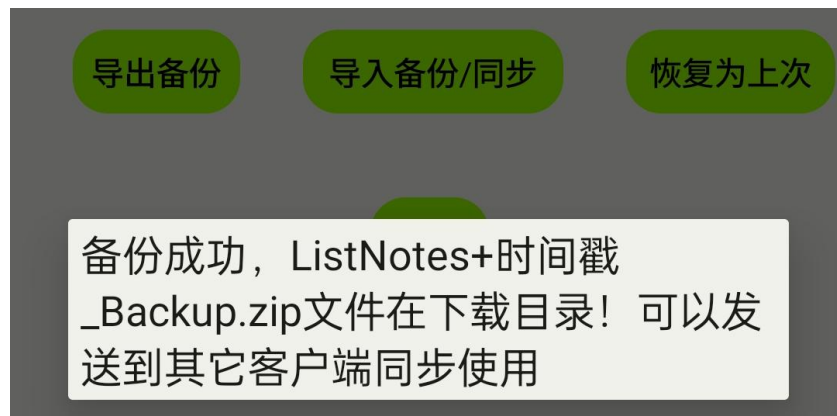 导出备份
导入备份/同步
恢复为上次
备份成功，ListNotes+时间戳
_Backup.zip文件在下载目录！可以发
送到其它客户端同步使用